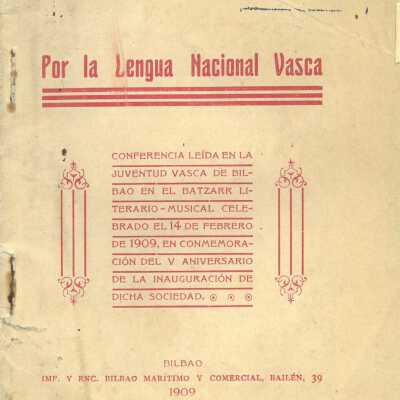 Por la Lengua Nacional Vasca
CONFERENCIA LEÍDA EN LA
JUVENTUD VASCA DE BIL-
BAO EN EL BATZARR LI-
TERARIO-MUSICAL CELE-
BRADO EL 14 DE FEBRERO
DE 1909, EN CONMEMORA-
CIÓN DEL V ANIVERSARIO
DE LA INAUGURACIÓN DE
DICHA SOCIEDAD.
BILBAO
IMP. Y ENC. BILBAO MARÍTIMO Y COMERCIAL, BAILÉN, 39
1909